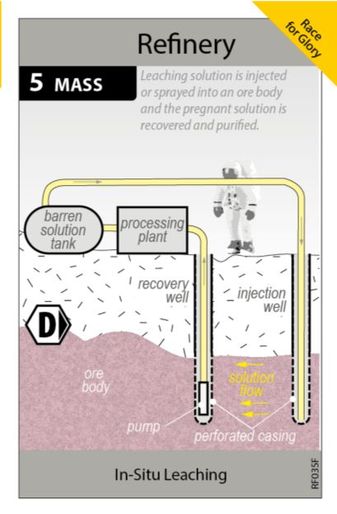 Race
for Glory
Refinery
5 MASS
Leaching solution is injected
or sprayed into an ore body
and the pregnant solution is
recovered and purified.
barren
solution
tank
processing
plant
recovery
well
injection
well
D
ore
body
solution
flow
pump
perforated casing
In-Situ Leaching
RF035F